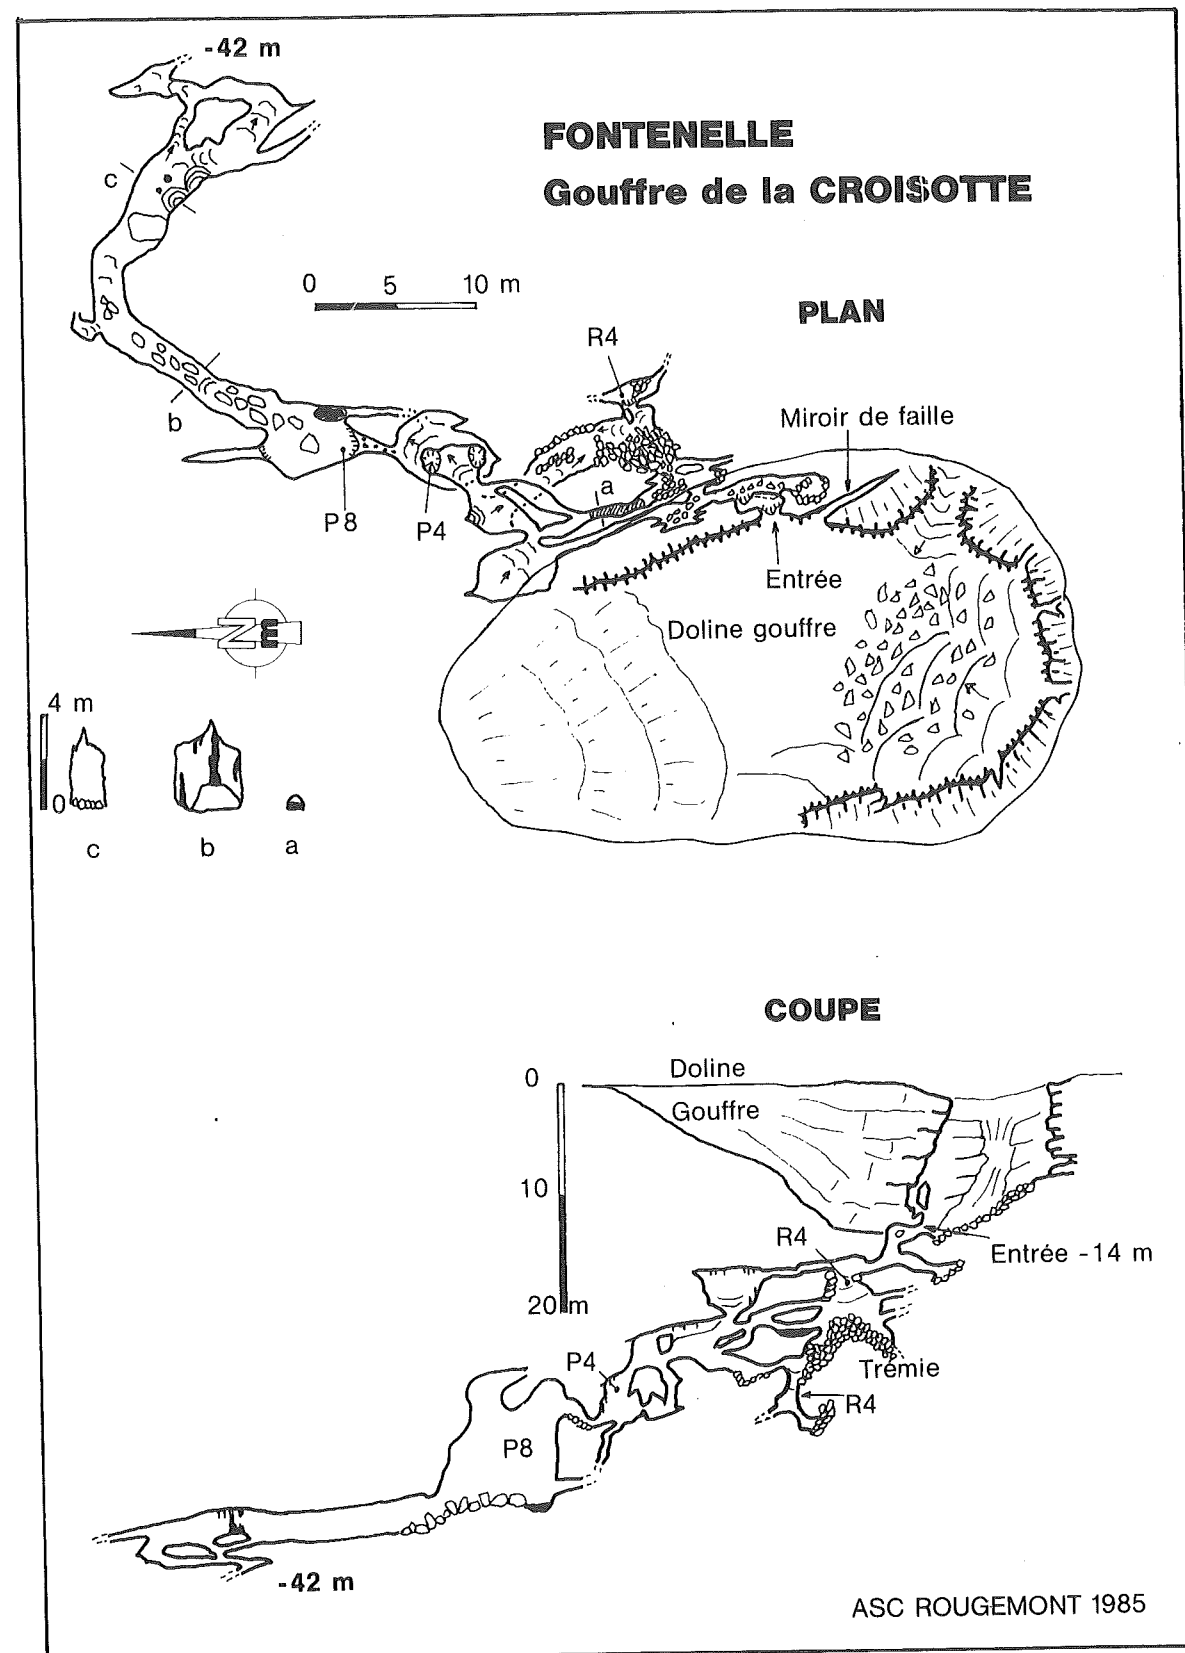 -42 m
FONTENELLE
Gouffre de la CROISOTTE
c
0 5 10 m
PLAN
R4
Miroir de faille
b
a
P8
P4
Entrée
Doline gouffre
NE
4 m
0
c b a
COUPE
0
Doline
Gouffre
10
R4
Entrée -14 m
20 m
P4
Trémie
R4
P8
-42 m
ASC ROUGEMONT 1985